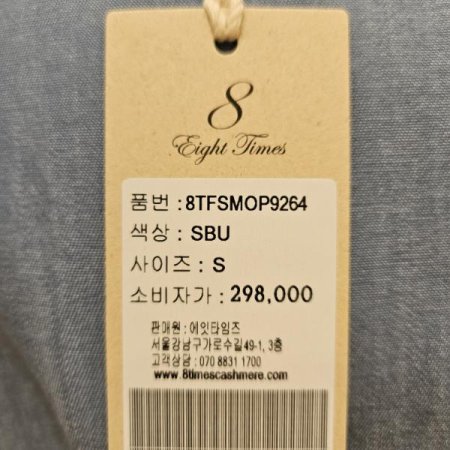 8
Eight Times
품번 : 8TFSMOP9264
색상 : SBU
사이즈 : S
소비자가 : 298,000
판매원 : 에잇타임즈
서울강남구가로수길49-1, 3층
고객상담 : 070 8831 1700
www.8timescashmere.com